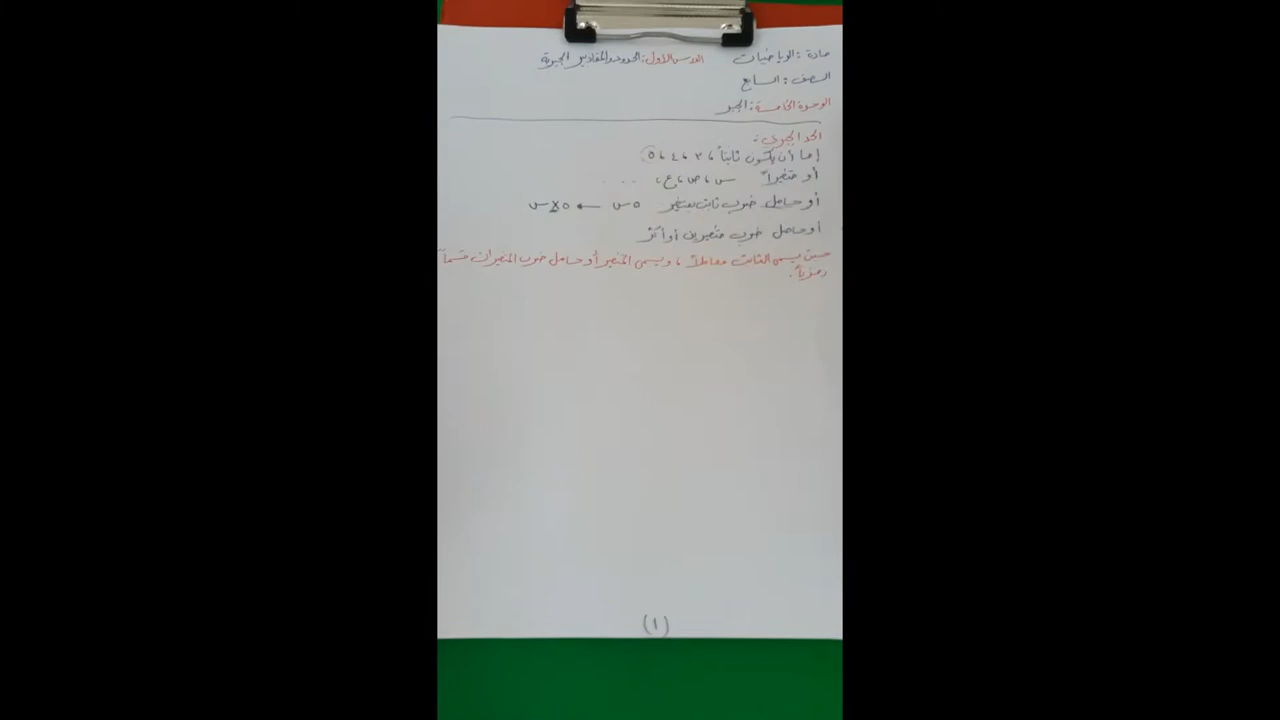 مادة : الرياضيات الدرس الاول : الحدود والمقادير الجبرية
الصف : السابع
الوحدة الخامسة : الجبر
الحد الجبري :
إما أن يكون ثابتاً ، ٢ ، ٤ ، ٥
أو متغيراً س ، ص ، ع ، ...
أو حاصل ضرب ثابت بمتغير ٥ س ← ٥ × س
أو حاصل ضرب متغيرين أو أكثر
حيث يسمى الثابت معاملاً ، ويسمى المتغير أو حاصل ضرب المتغيران قسماً
رمزياً .
(١)